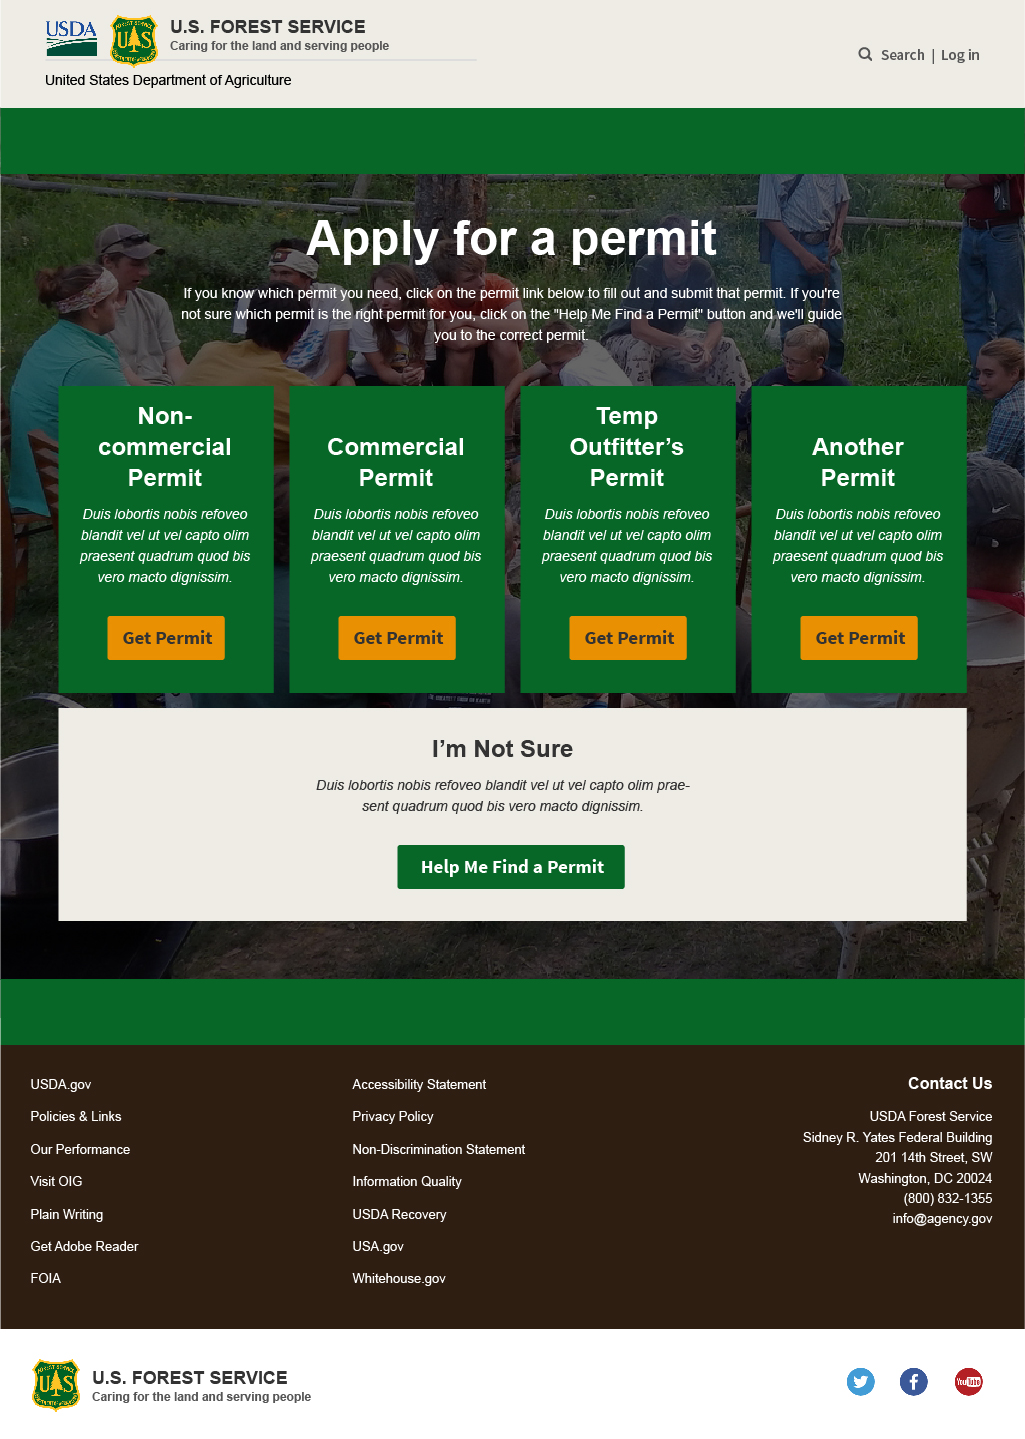 USDA
FOREST SERVICE
UAS
U.S. FOREST SERVICE
Caring for the land and serving people
United States Department of Agriculture
Search | Log in
Apply for a permit
If you know which permit you need, click on the permit link below to fill out and submit that permit. If you're
not sure which permit is the right permit for you, click on the "Help Me Find a Permit" button and we'll guide
you to the correct permit.
Non-
commercial
Permit
Duis lobortis nobis refoveo
blandit vel ut vel capto olim
praesent quadrum quod bis
vero macto dignissim.
Get Permit
Commercial
Permit
Duis lobortis nobis refoveo
blandit vel ut vel capto olim
praesent quadrum quod bis
vero macto dignissim.
Get Permit
Temp
Outfitter’s
Permit
Duis lobortis nobis refoveo
blandit vel ut vel capto olim
praesent quadrum quod bis
vero macto dignissim.
Get Permit
Another
Permit
Duis lobortis nobis refoveo
blandit vel ut vel capto olim
praesent quadrum quod bis
vero macto dignissim.
Get Permit
I’m Not Sure
Duis lobortis nobis refoveo blandit vel ut vel capto olim prae-
sent quadrum quod bis vero macto dignissim.
Help Me Find a Permit
USDA.gov
Policies & Links
Our Performance
Visit OIG
Plain Writing
Get Adobe Reader
FOIA
Accessibility Statement
Privacy Policy
Non-Discrimination Statement
Information Quality
USDA Recovery
USA.gov
Whitehouse.gov
Contact Us
USDA Forest Service
Sidney R. Yates Federal Building
201 14th Street, SW
Washington, DC 20024
(800) 832-1355
info@agency.gov
FOREST SERVICE
UAS
U.S. FOREST SERVICE
Caring for the land and serving people
YouTube